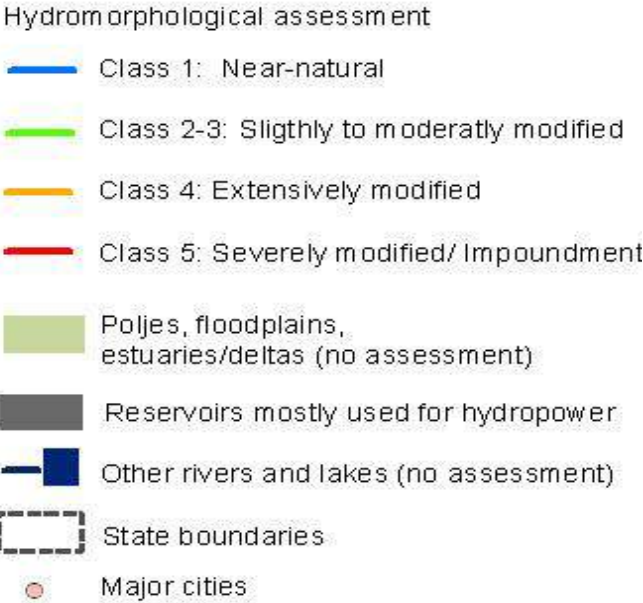 Hydromorphological assessment
Class 1: Near-natural
Class 2-3: Sligthly to moderatly modified
Class 4: Extensively modified
Class 5: Severely modified/ Impoundment
Poljes, floodplains,
estuaries/deltas (no assessment)
Reservoirs mostly used for hydropower
Other rivers and lakes (no assessment)
State boundaries
Major cities